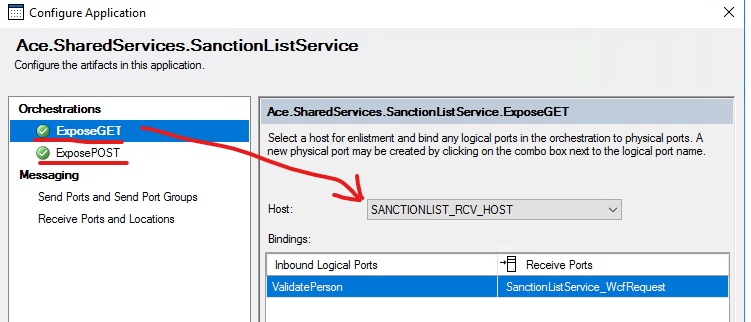 Configure Application
Ace.SharedServices.SanctionListService
Configure the artifacts in this application.
Orchestrations
ExposeGET
ExposePOST
Messaging
Send Ports and Send Port Groups
Receive Ports and Locations
Ace.SharedServices.SanctionListService.ExposeGET
Select a host for enlistment and bind any logical ports in the orchestration to physical ports. A
new physical port may be created by clicking on the combo box next to the logical port name.
Host: SANCTIONLIST_RCV_HOST
Bindings:
Inbound Logical Ports Receive Ports
ValidatePerson SanctionListService_WcfRequest